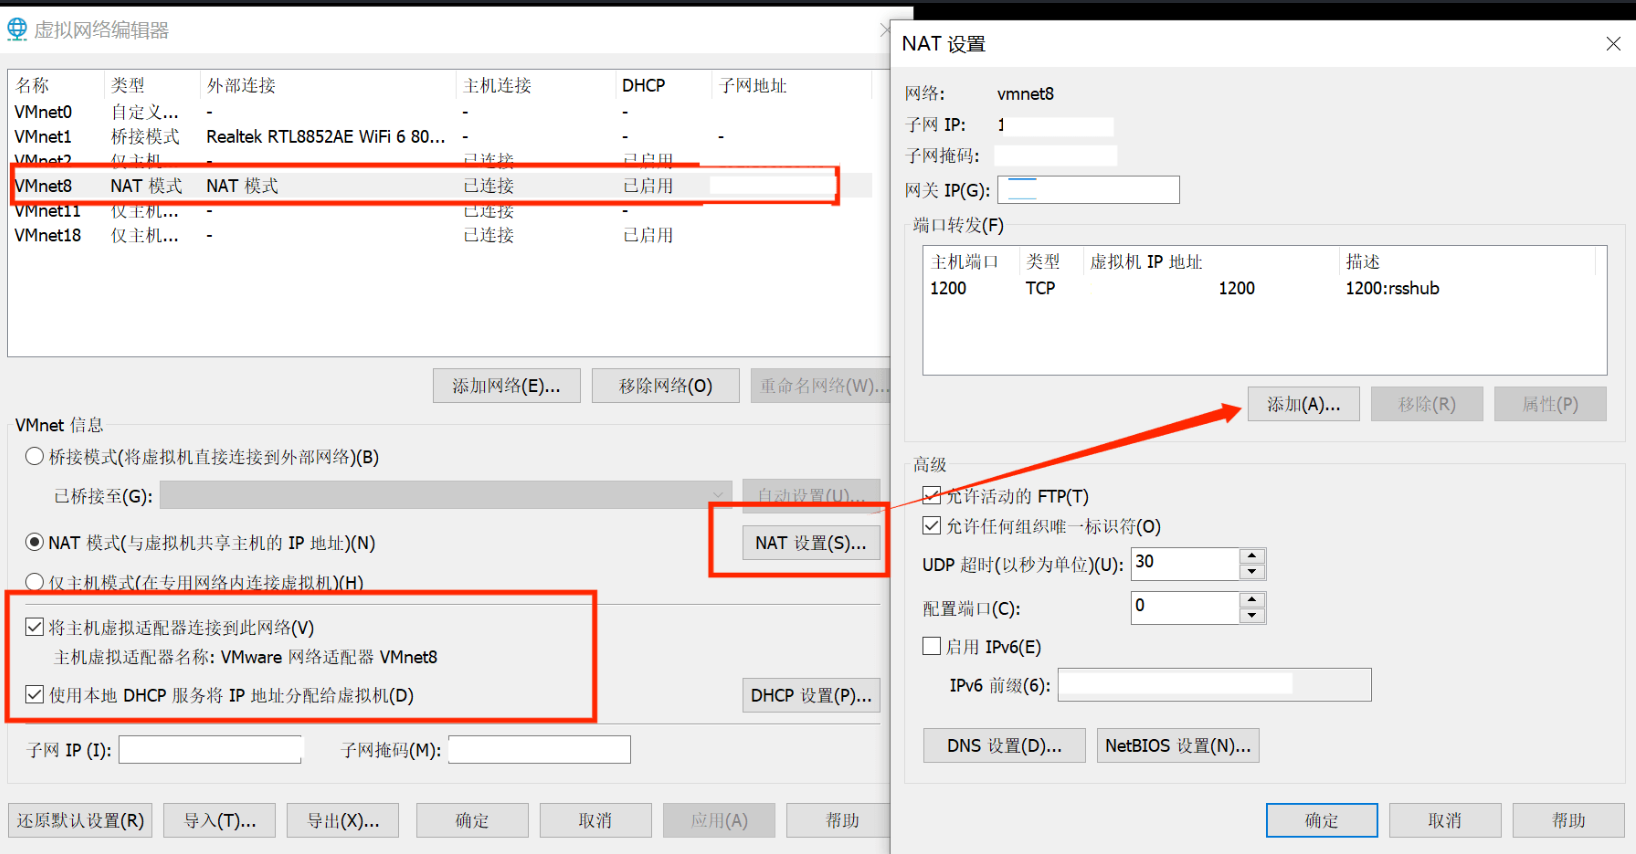 虚拟网络编辑器
名称 类型 外部连接 主机连接 DHCP 子网地址
VMnet0 自定义... - - -
VMnet1 桥接模式 Realtek RTL8852AE WiFi 6 80... - - -
VMnet2 仅主机... - 已连接 已启用
VMnet8 NAT 模式 NAT 模式 已连接 已启用
VMnet11 仅主机... - 已连接 -
VMnet18 仅主机... - 已连接 已启用
添加网络(E)... 移除网络(O) 重命名网络(W)...
VMnet 信息
桥接模式(将虚拟机直接连接到外部网络)(B)
已桥接至(G): 自动设置(U)...
NAT 模式(与虚拟机共享主机的 IP 地址)(N) NAT 设置(S)...
仅主机模式(在专用网络内连接虚拟机)(H)
将主机虚拟适配器连接到此网络(V)
主机虚拟适配器名称: VMware 网络适配器 VMnet8
使用本地 DHCP 服务将 IP 地址分配给虚拟机(D) DHCP 设置(P)...
子网 IP (I): 子网掩码(M):
还原默认设置(R) 导入(T)... 导出(X)... 确定 取消 应用(A) 帮助
NAT 设置
网络: vmnet8
子网 IP: 1
子网掩码:
网关 IP(G):
端口转发(F)
主机端口 类型 虚拟机 IP 地址 描述
1200 TCP 1200 1200:rsshub
添加(A)... 移除(R) 属性(P)
高级
允许活动的 FTP(T)
允许任何组织唯一标识符(O)
UDP 超时(以秒为单位)(U): 30
配置端口(C): 0
启用 IPv6(E)
IPv6 前缀(6):
DNS 设置(D)... NetBIOS 设置(N)...
确定 取消 帮助